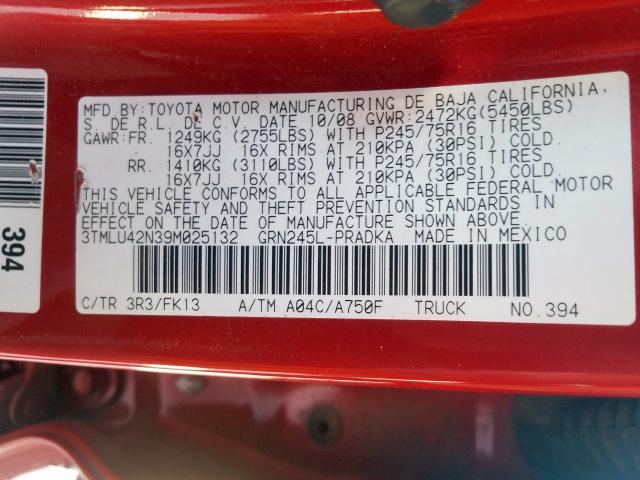 MFD.BY:TOYOTA MOTOR MANUFACTURING DE BAJA CALIFORNIA,
S. DE R.L. DE C.V. DATE 10/08 GVWR:2472KG(5450LBS)
GAWR:FR. 1249KG (2755LBS) WITH P245/75R16 TIRES
16X7JJ 16X RIMS AT 210KPA (30PSI) COLD.
RR. 1410KG (3110LBS) WITH P245/75R16 TIRES
16X7JJ 16X RIMS AT 210KPA (30PSI) COLD.
THIS VEHICLE CONFORMS TO ALL APPLICABLE FEDERAL MOTOR
VEHICLE SAFETY AND THEFT PREVENTION STANDARDS IN
EFFECT ON THE DATE OF MANUFACTURE SHOWN ABOVE.
3TMLU42N39M025132 GRN245L-PRADKA MADE IN MEXICO
C/TR 3R3/FK13 A/TM A04C/A750F TRUCK NO.394
394